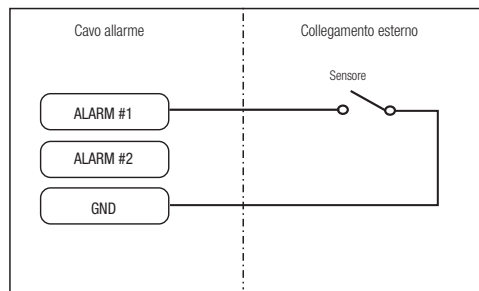 Cavo allarme
Collegamento esterno
Sensore
ALARM #1
ALARM #2
GND